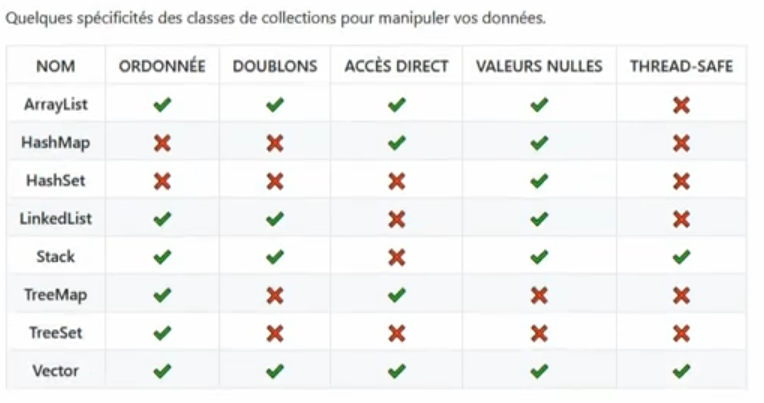 Quelques spécificités des classes de collections pour manipuler vos données.
NOM ORDONNÉE DOUBLONS ACCÈS DIRECT VALEURS NULLES THREAD-SAFE
ArrayList ✔ ✔ ✔ ✔ ✖
HashMap ✖ ✖ ✔ ✔ ✖
HashSet ✖ ✖ ✖ ✔ ✖
LinkedList ✔ ✔ ✖ ✔ ✖
Stack ✔ ✔ ✖ ✔ ✔
TreeMap ✔ ✖ ✔ ✖ ✖
TreeSet ✔ ✖ ✖ ✖ ✖
Vector ✔ ✔ ✔ ✔ ✔